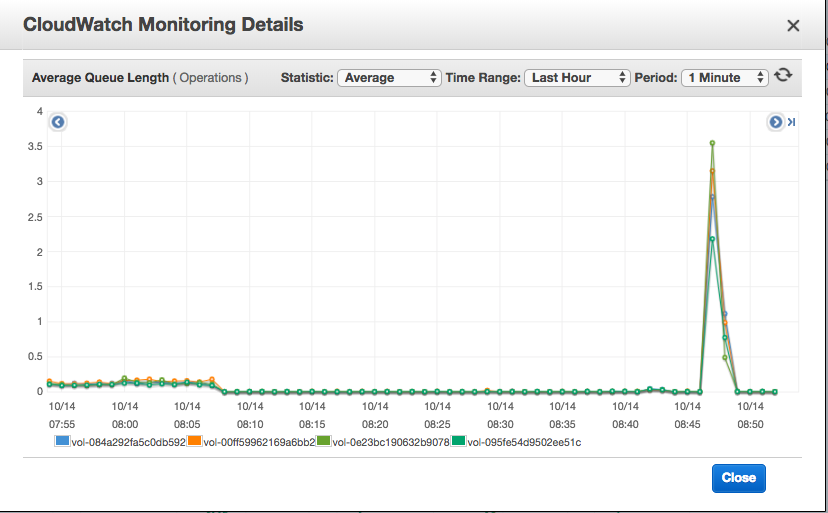 CloudWatch Monitoring Details
Average Queue Length ( Operations ) Statistic: Average Time Range: Last Hour Period: 1 Minute
4
3.5
3
2.5
2
1.5
1
0.5
0
10/14 10/14 10/14 10/14 10/14 10/14 10/14 10/14 10/14 10/14 10/14 10/14
07:55 08:00 08:05 08:10 08:15 08:20 08:25 08:30 08:35 08:40 08:45 08:50
vol-084a292fa5c0db592 vol-00ff59962169a6bb2 vol-0e23bc190632b9078 vol-095fe54d9502ee51c
Close